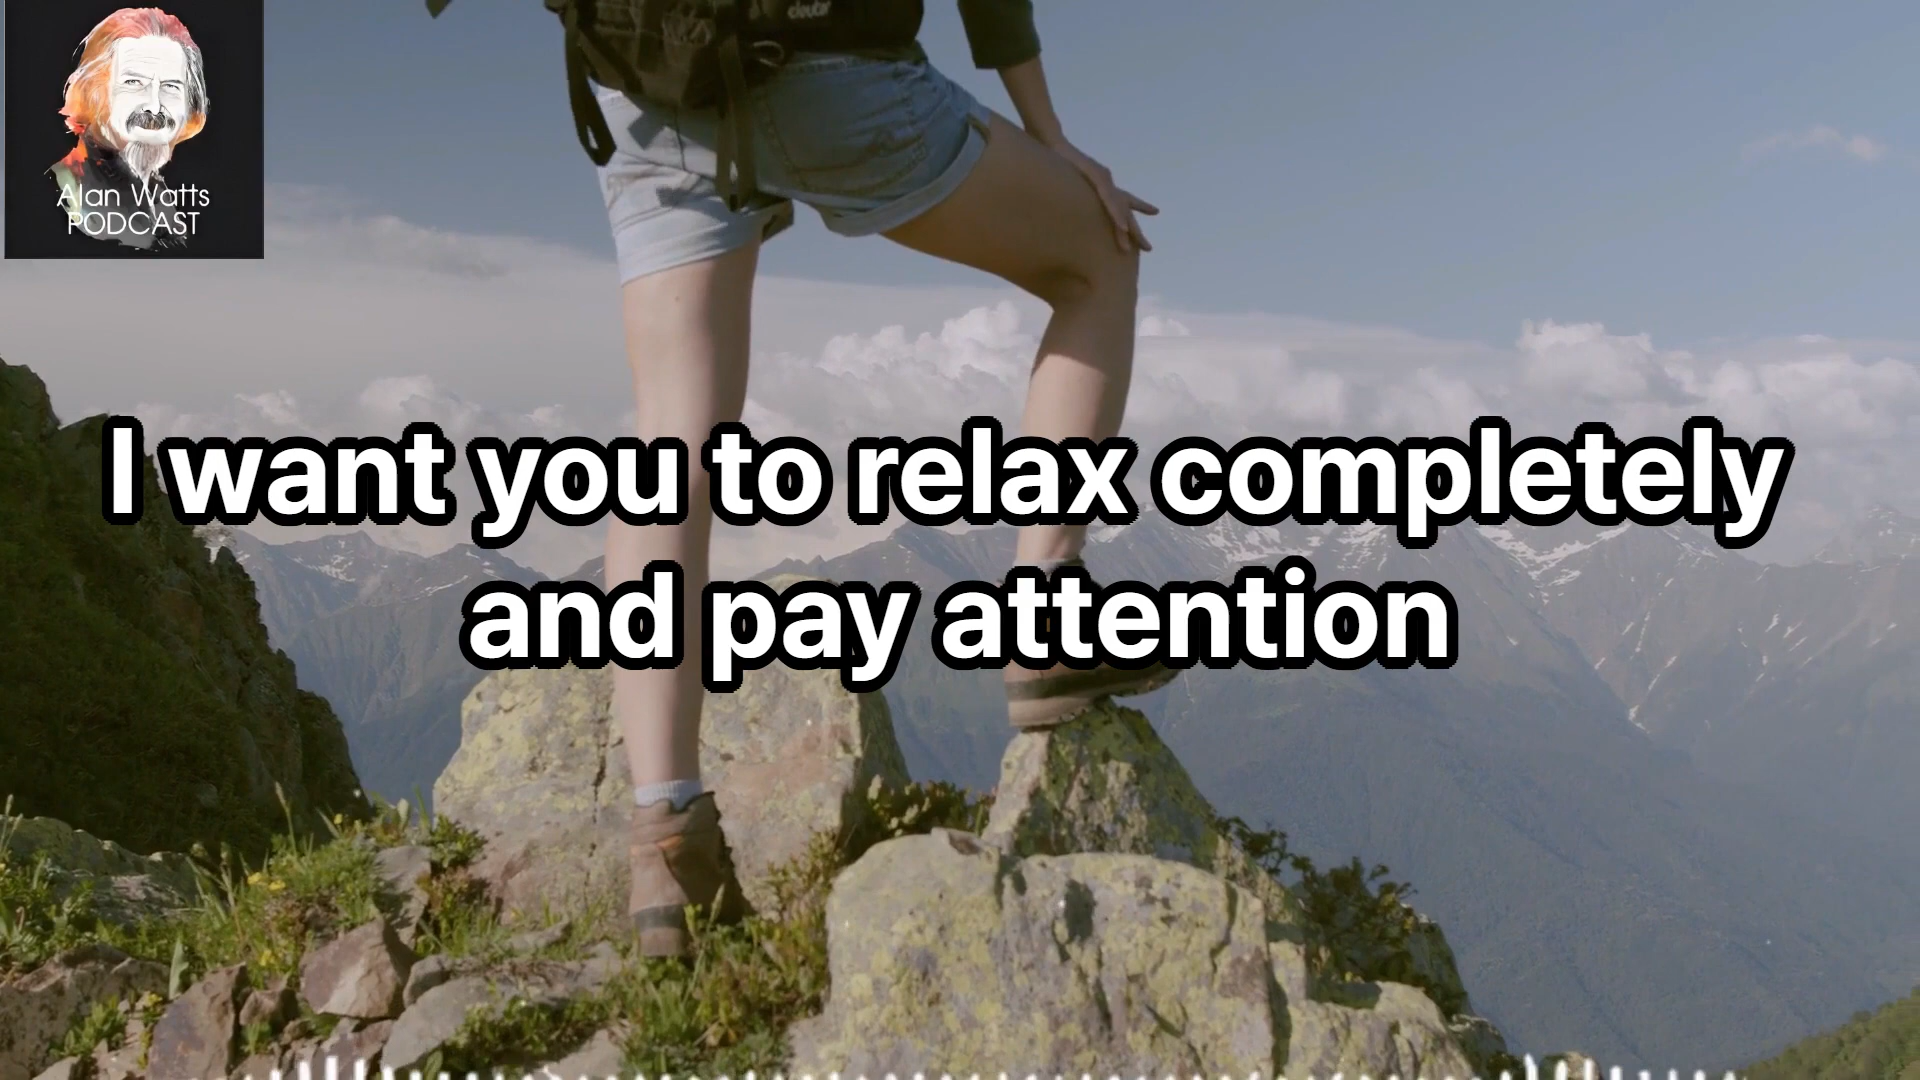 Alan Watts
PODCAST
I want you to relax completely
and pay attention